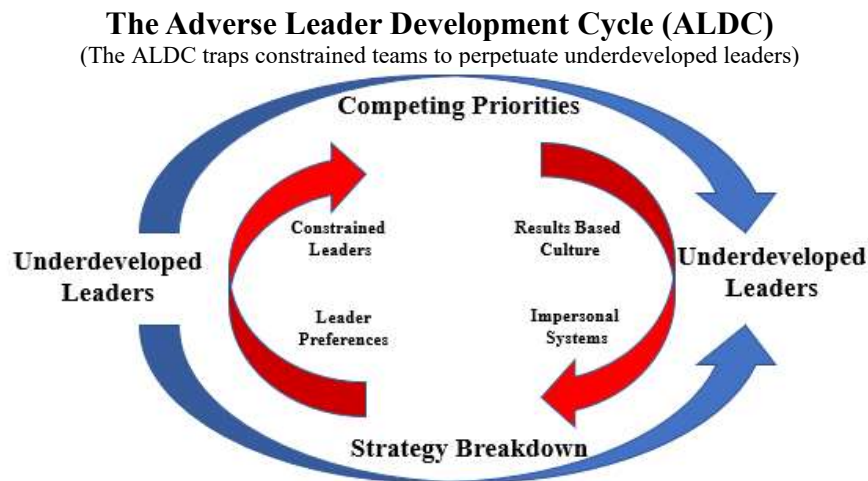 The Adverse Leader Development Cycle (ALDC)
(The ALDC traps constrained teams to perpetuate underdeveloped leaders)
Competing Priorities
Constrained
Leaders
Results Based
Culture
Underdeveloped
Leaders
Underdeveloped
Leaders
Leader
Preferences
Impersonal
Systems
Strategy Breakdown